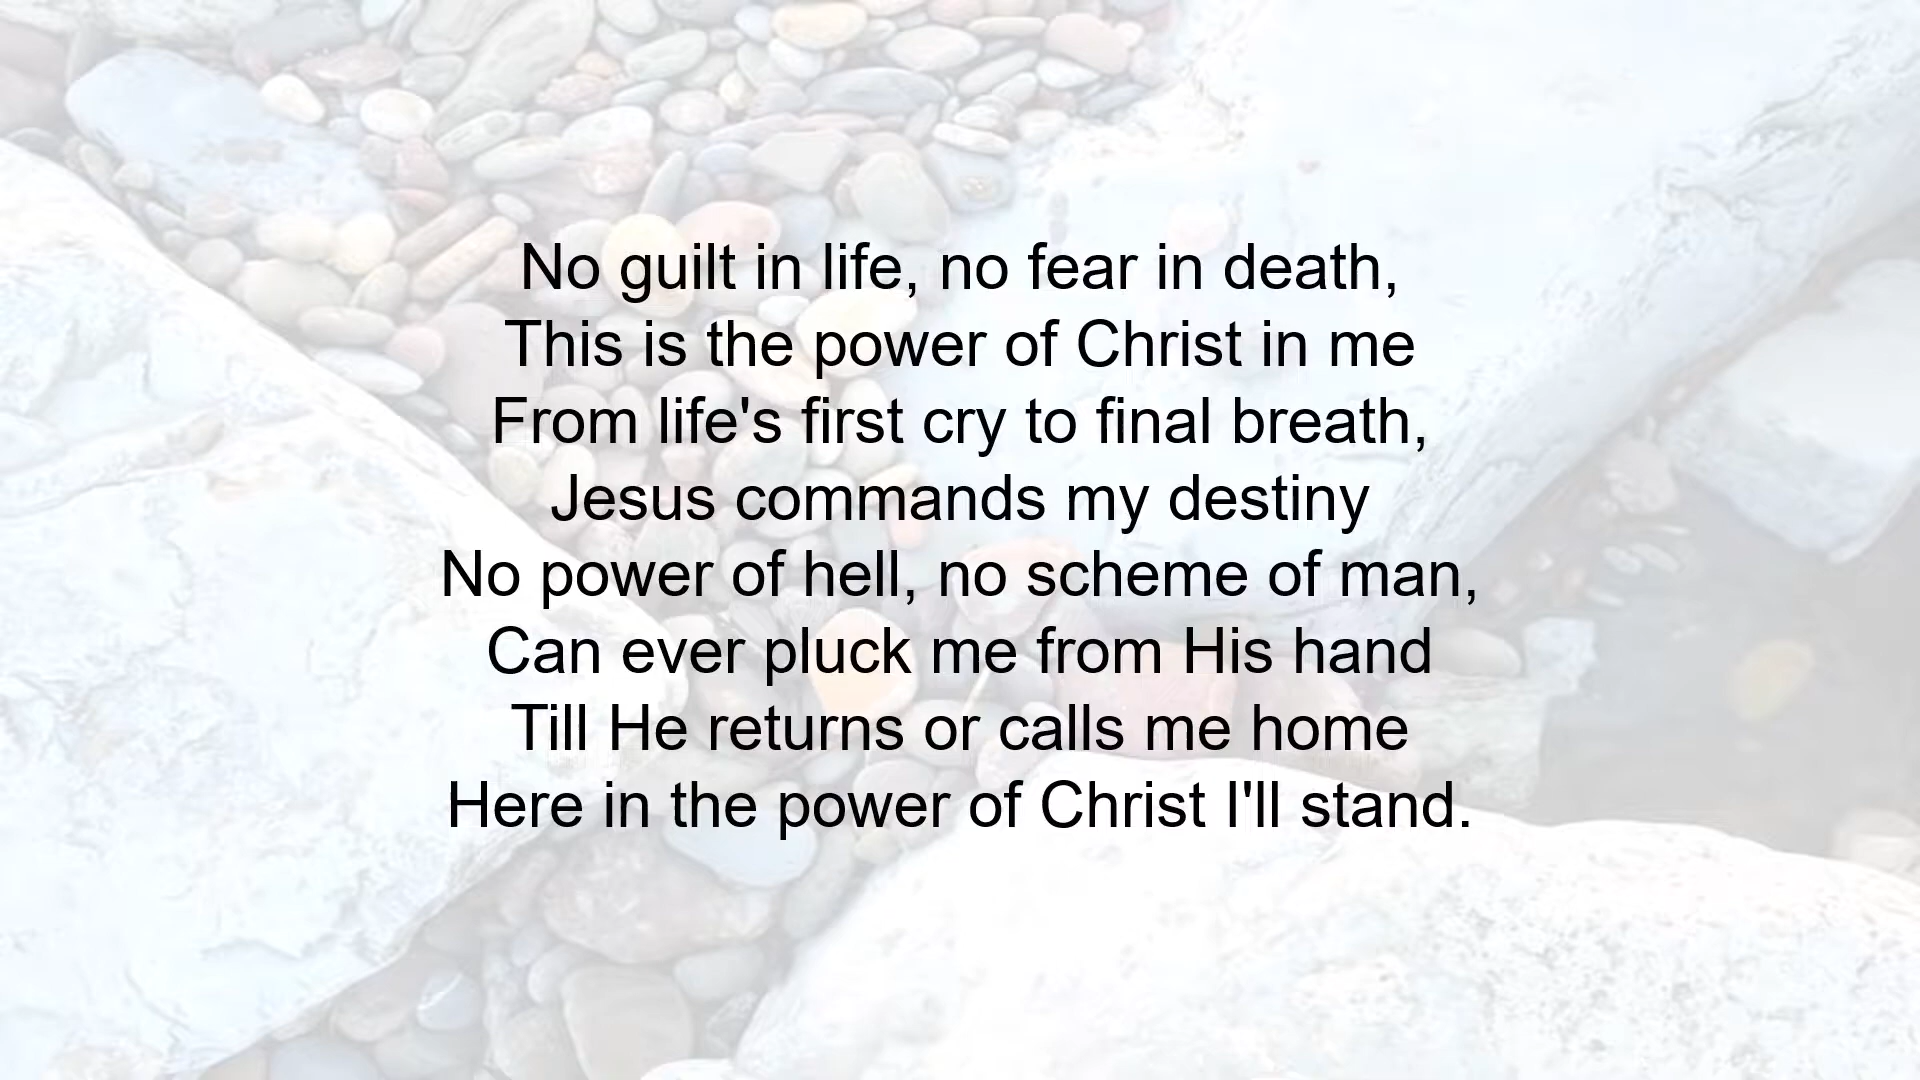 No guilt in life, no fear in death,
This is the power of Christ in me
From life's first cry to final breath,
Jesus commands my destiny
No power of hell, no scheme of man,
Can ever pluck me from His hand
Till He returns or calls me home
Here in the power of Christ I'll stand.